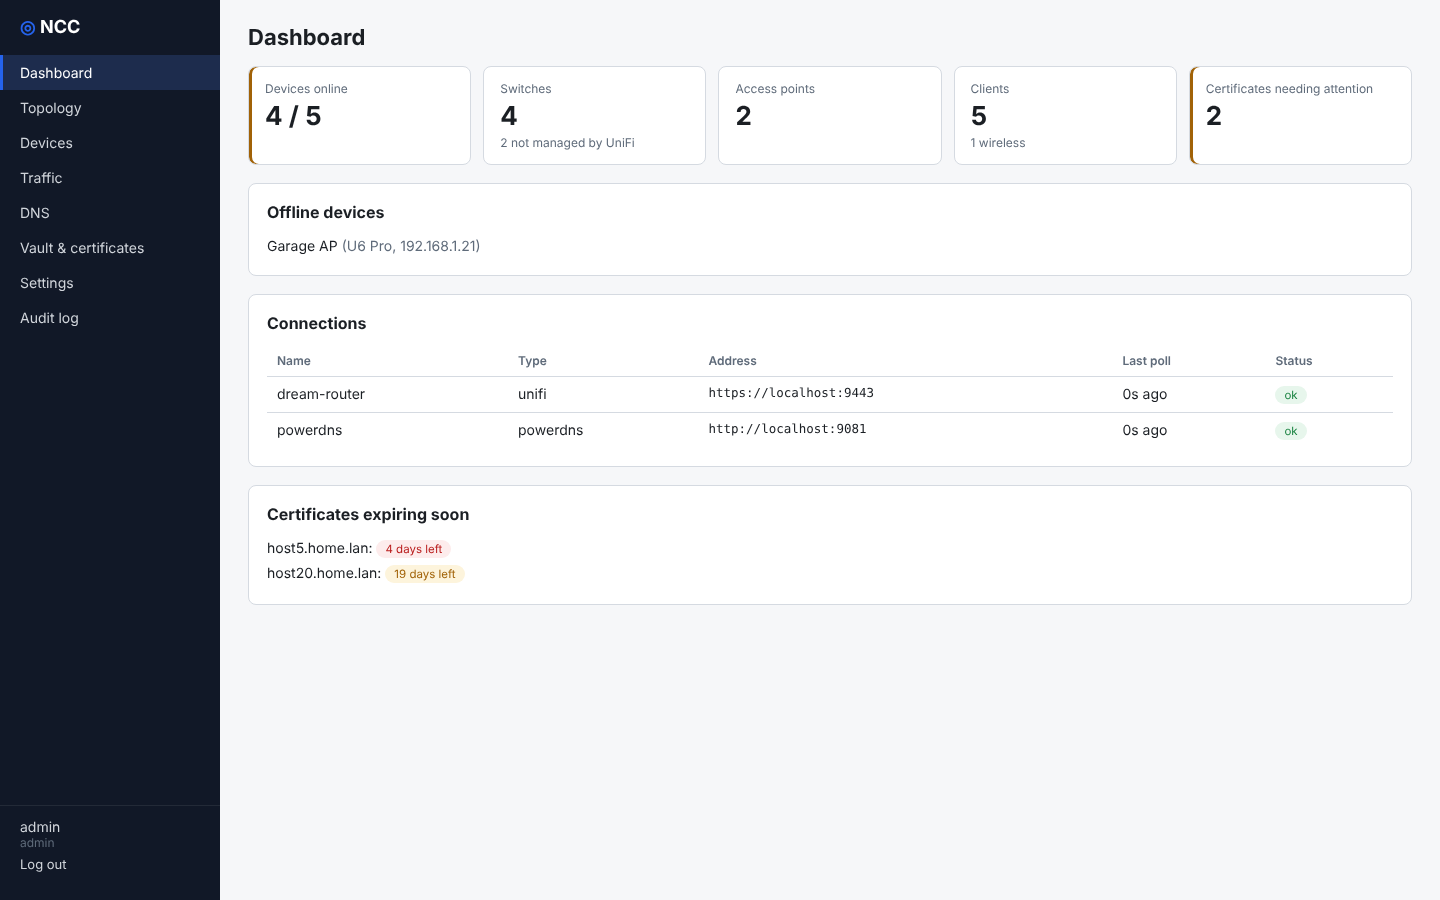 ◎ NCC
Dashboard
Topology
Devices
Traffic
DNS
Vault & certificates
Settings
Audit log
admin
admin
Log out
Dashboard
Devices online
4 / 5
Switches
4
2 not managed by UniFi
Access points
2
Clients
5
1 wireless
Certificates needing attention
2
Offline devices
Garage AP (U6 Pro, 192.168.1.21)
Connections
Name Type Address Last poll Status
dream-router unifi https://localhost:9443 0s ago ok
powerdns powerdns http://localhost:9081 0s ago ok
Certificates expiring soon
host5.home.lan: 4 days left
host20.home.lan: 19 days left